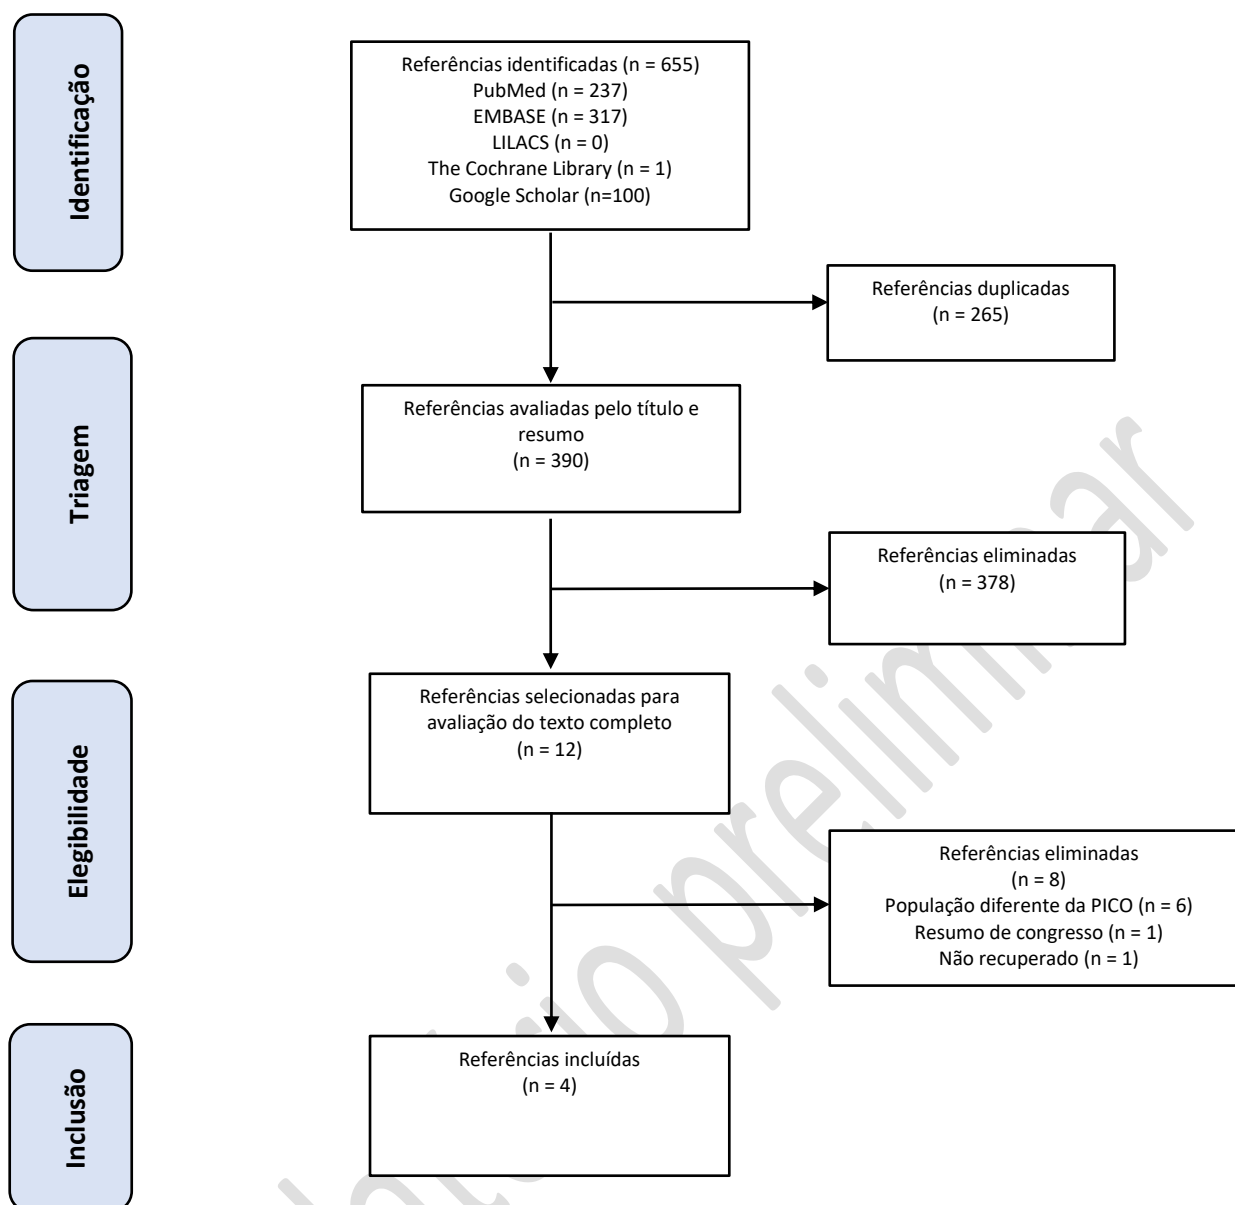 Identificação
Referências identificadas (n = 655)
PubMed (n = 237)
EMBASE (n = 317)
LILACS (n = 0)
The Cochrane Library (n = 1)
Google Scholar (n=100)
Referências duplicadas
(n = 265)
Triagem
Referências avaliadas pelo título e
resumo
(n = 390)
Referências eliminadas
(n = 378)
Elegibilidade
Referências selecionadas para
avaliação do texto completo
(n = 12)
Referências eliminadas
(n = 8)
População diferente da PICO (n = 6)
Resumo de congresso (n = 1)
Não recuperado (n = 1)
Inclusão
Referências incluídas
(n = 4)
preliminar